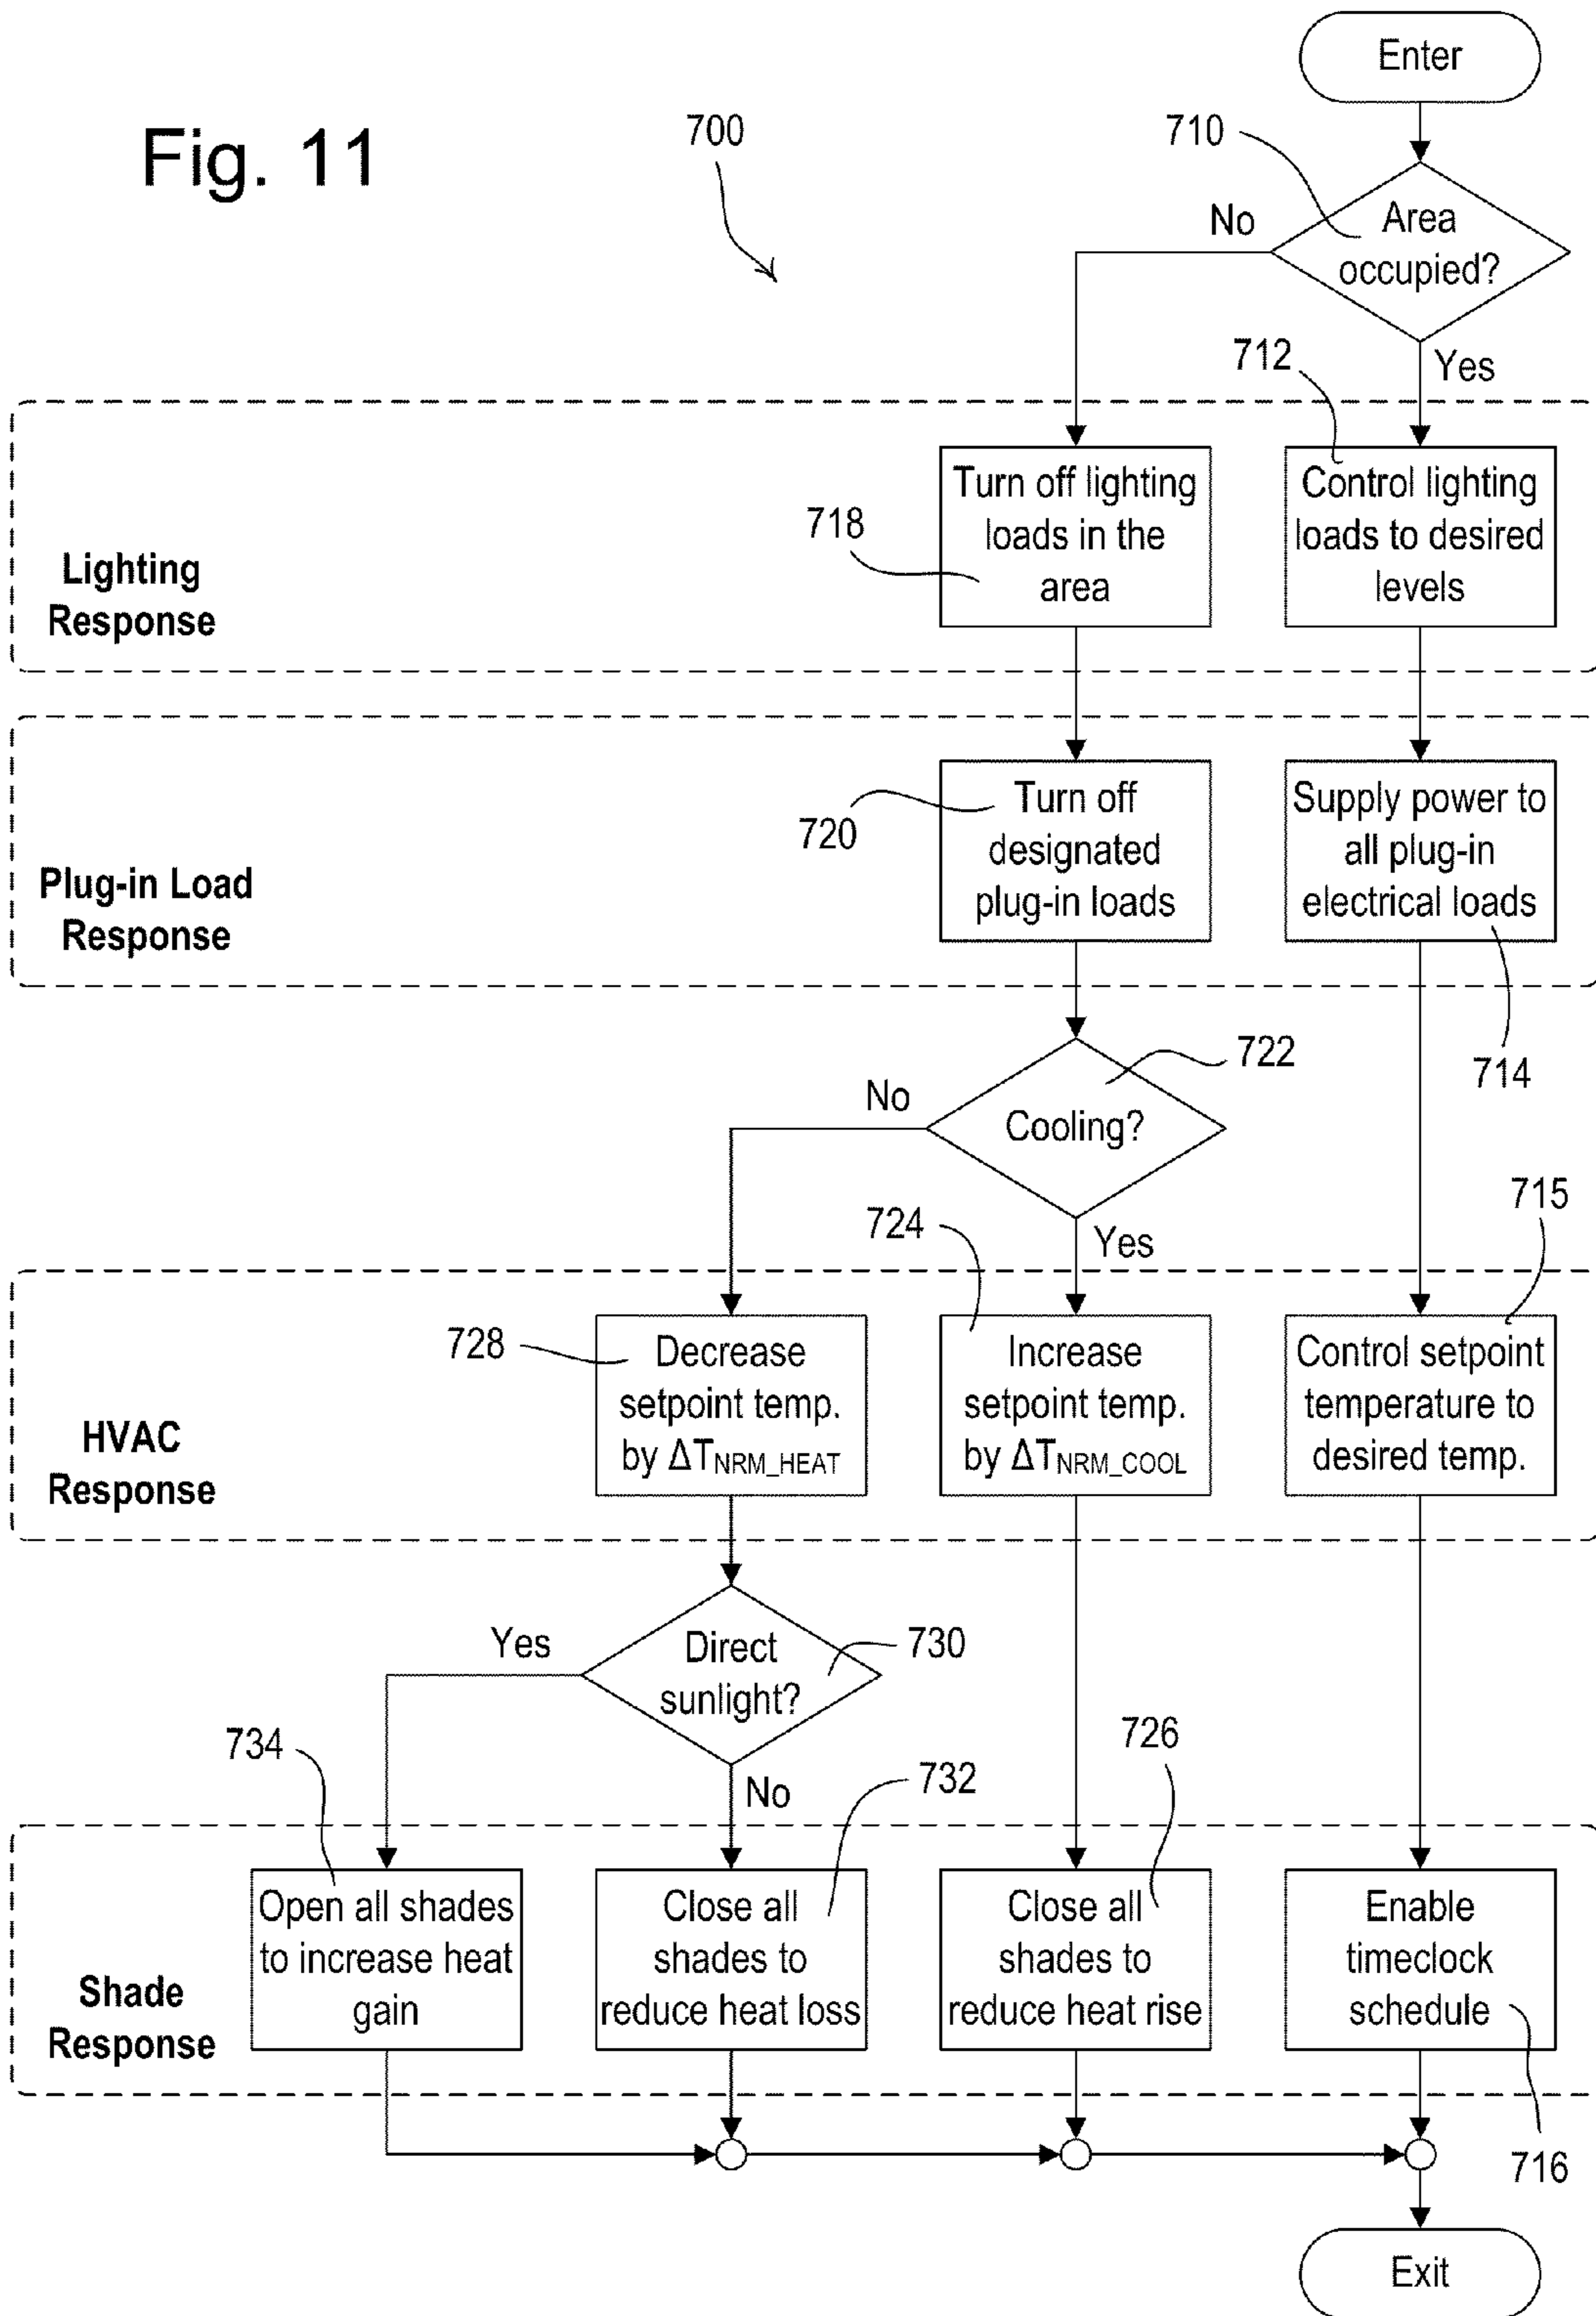 Enter
Fig. 11
700
710
No
Area
occupied?
712
Yes
Turn off lighting
loads in the
area
Control lighting
loads to desired
levels
718
Lighting
Response
Turn off
designated
plug-in loads
Supply power to
all plug-in
electrical loads
720
Plug-in Load
Response
722
714
No
Cooling?
715
724
Yes
728
Decrease
setpoint temp.
by ΔTNRM_HEAT
Increase
setpoint temp.
by ΔTNRM_COOL
Control setpoint
temperature to
desired temp.
HVAC
Response
Yes
Direct
sunlight?
730
734
726
732
No
Open all shades
to increase heat
gain
Close all
shades to
reduce heat loss
Close all
shades to
reduce heat rise
Enable
timeclock
schedule
Shade
Response
716
Exit